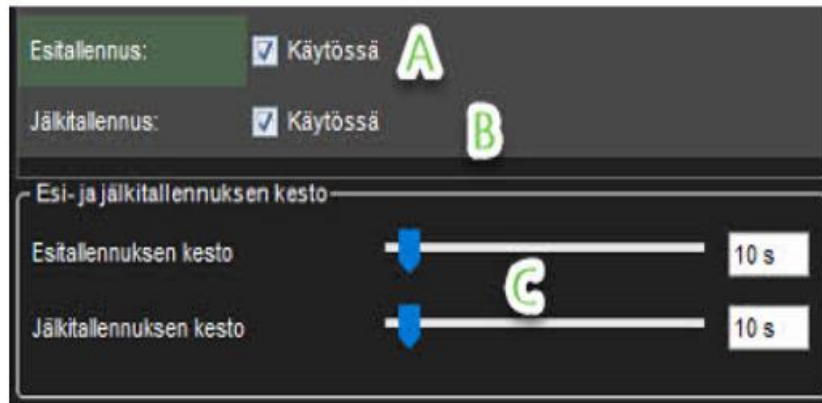 Esitallennus: Käytössä A
Jälkitallennus: Käytössä B
Esi- ja jälkitallennuksen kesto
Esitallennuksen kesto 10 s
C
Jälkitallennuksen kesto 10 s